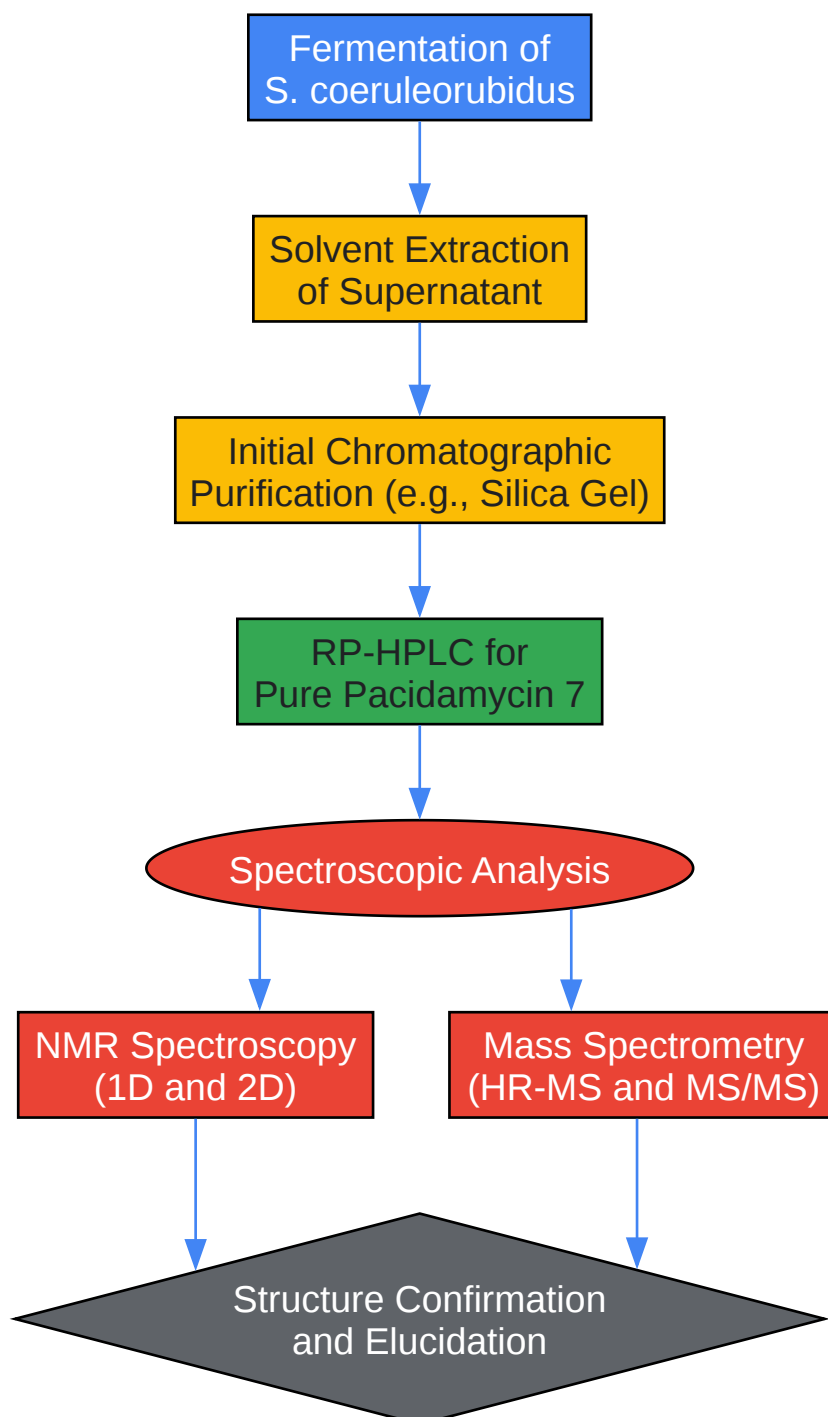 Fermentation of
S. coeruleorubidus
Solvent Extraction
of Supernatant
Initial Chromatographic
Purification (e.g., Silica Gel)
RP-HPLC for
Pure Pacidamycin 7
Spectroscopic Analysis
NMR Spectroscopy
(1D and 2D)
Mass Spectrometry
(HR-MS and MS/MS)
Structure Confirmation
and Elucidation